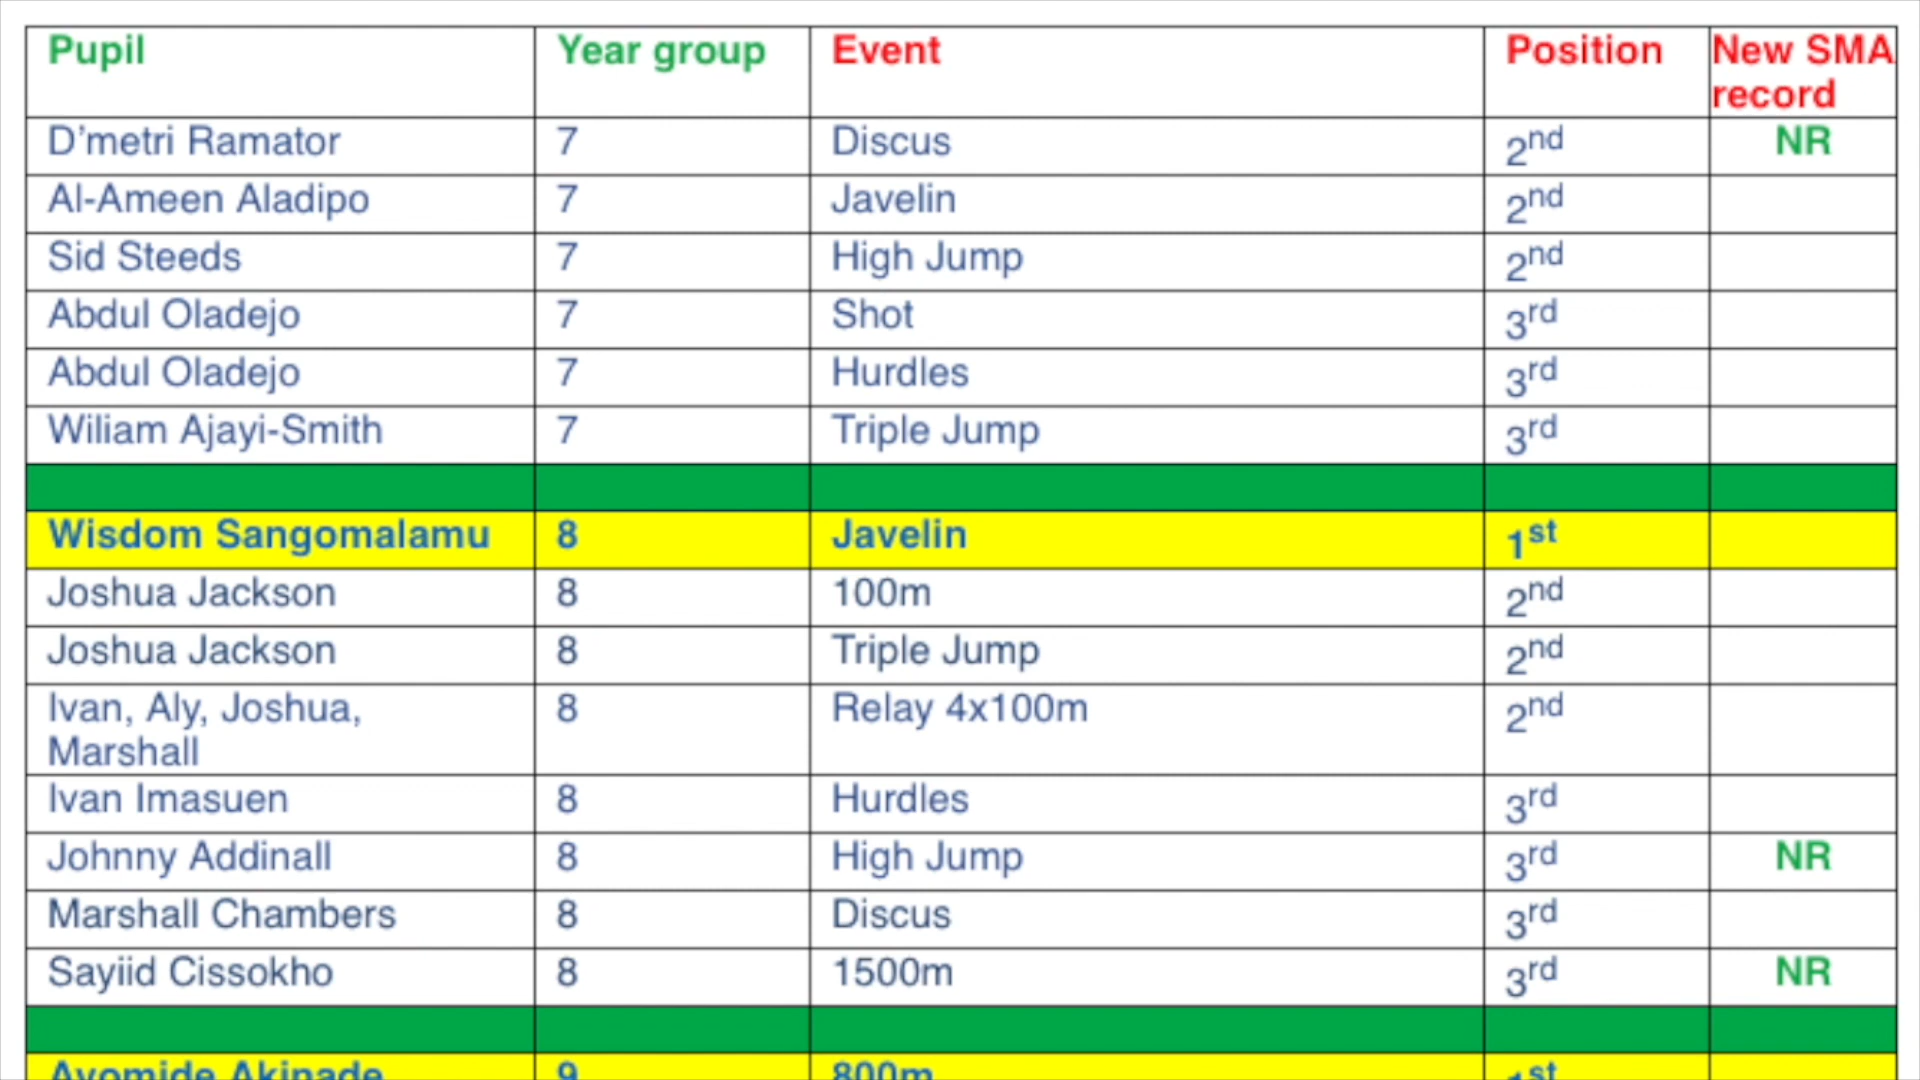 Pupil Year group Event Position New SMA
record
D'metri Ramator 7 Discus 2nd NR
Al-Ameen Aladipo 7 Javelin 2nd
Sid Steeds 7 High Jump 2nd
Abdul Oladejo 7 Shot 3rd
Abdul Oladejo 7 Hurdles 3rd
Wiliam Ajayi-Smith 7 Triple Jump 3rd
Wisdom Sangomalamu 8 Javelin 1st
Joshua Jackson 8 100m 2nd
Joshua Jackson 8 Triple Jump 2nd
Ivan, Aly, Joshua, 8 Relay 4x100m 2nd
Marshall
Ivan Imasuen 8 Hurdles 3rd
Johnny Addinall 8 High Jump 3rd NR
Marshall Chambers 8 Discus 3rd
Sayiid Cissokho 8 1500m 3rd NR
Ayomide Akinade 9 800m 1st